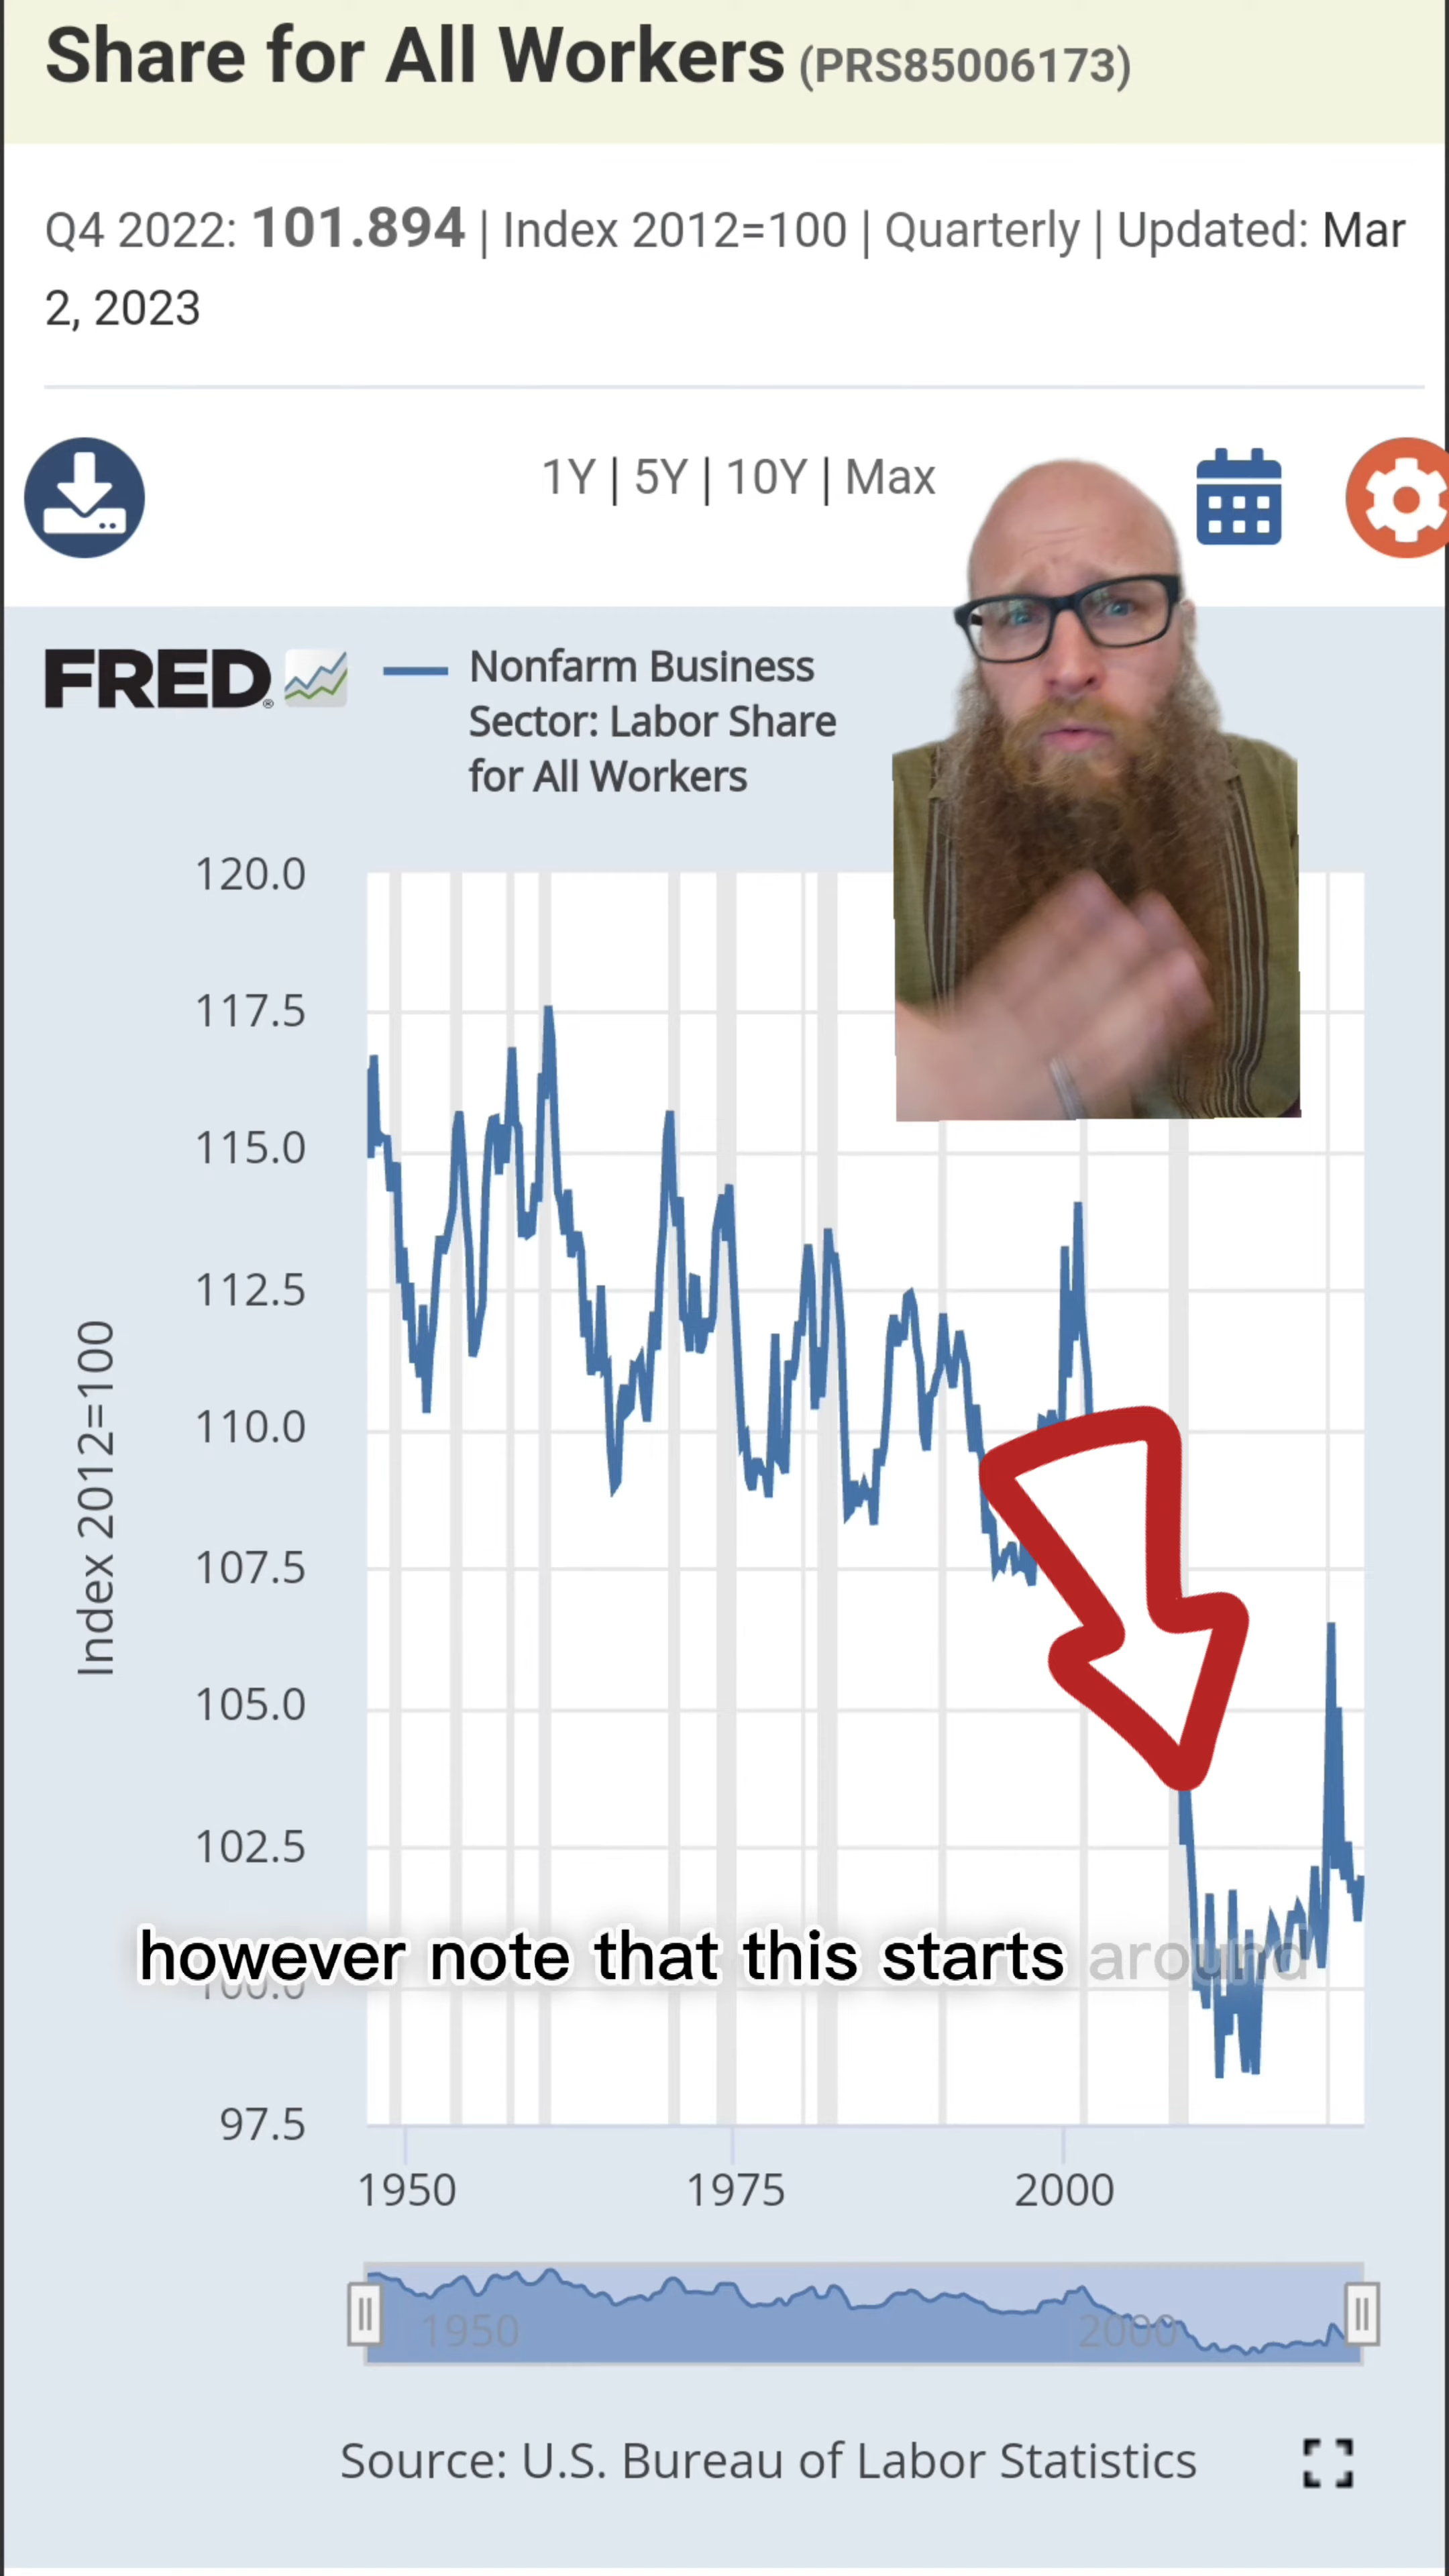 Share for All Workers (PRS85006173)
Q4 2022: 101.894 | Index 2012=100 | Quarterly | Updated: Mar
2, 2023
1Y | 5Y | 10Y | Max
FRED®
Nonfarm Business
Sector: Labor Share
for All Workers
120.0
117.5
115.0
112.5
110.0
107.5
105.0
102.5
100.0
97.5
Index 2012=100
however note that this starts around
1950
1975
2000
1950
2000
Source: U.S. Bureau of Labor Statistics